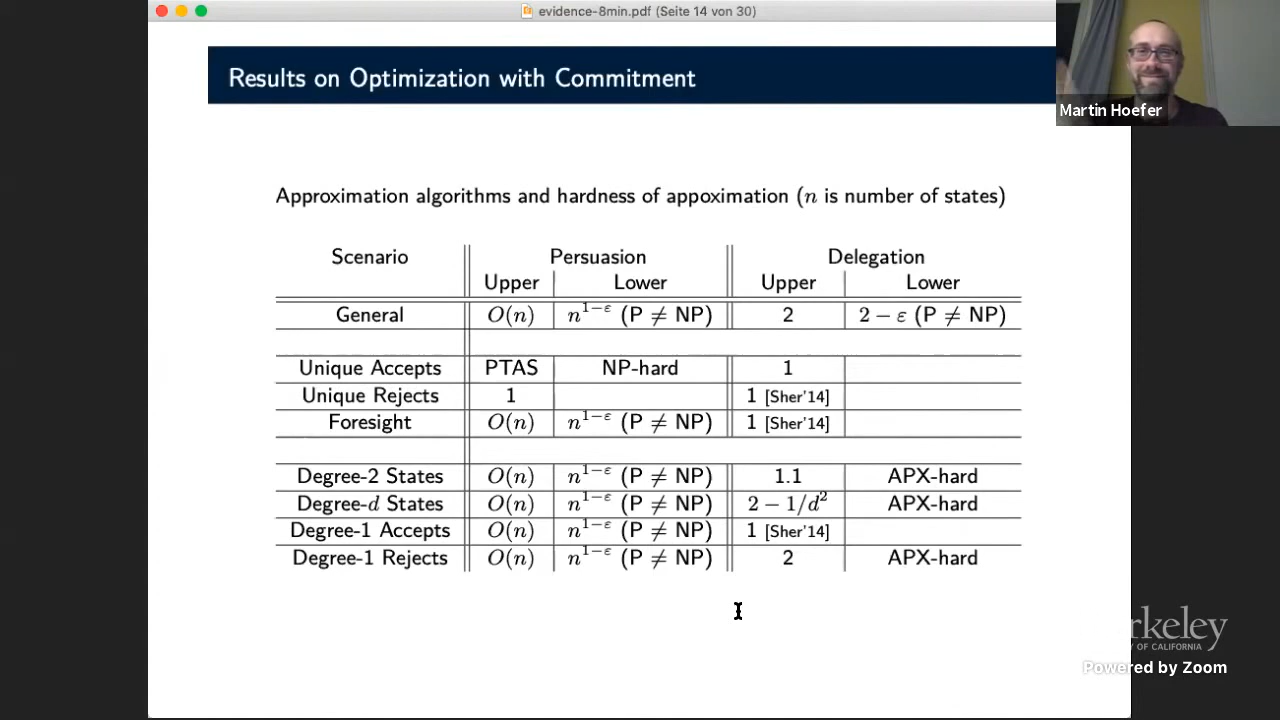 evidence-8min.pdf (Seite 14 von 30)
Results on Optimization with Commitment
Martin Hoefer
Approximation algorithms and hardness of appoximation (n is number of states)
Scenario Persuasion Delegation
Upper Lower Upper Lower
General O(n) n^{1−ε} (P ≠ NP) 2 2 − ε (P ≠ NP)
Unique Accepts PTAS NP-hard 1
Unique Rejects 1 1 [Sher'14]
Foresight O(n) n^{1−ε} (P ≠ NP) 1 [Sher'14]
Degree-2 States O(n) n^{1−ε} (P ≠ NP) 1.1 APX-hard
Degree-d States O(n) n^{1−ε} (P ≠ NP) 2 − 1/d² APX-hard
Degree-1 Accepts O(n) n^{1−ε} (P ≠ NP) 1 [Sher'14]
Degree-1 Rejects O(n) n^{1−ε} (P ≠ NP) 2 APX-hard
rkeley
Y OF CALIFORNIA
Powered by Zoom